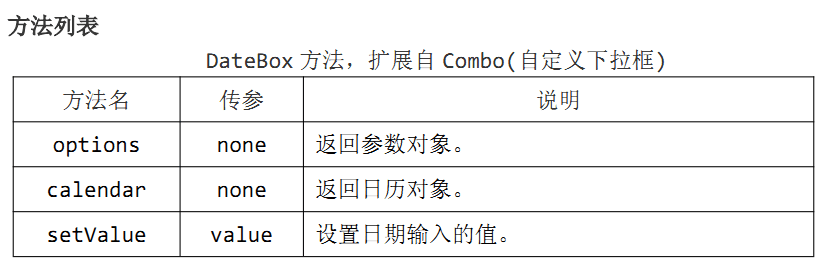 方法列表
DateBox 方法，扩展自 Combo(自定义下拉框)
方法名 传参 说明
options none 返回参数对象。
calendar none 返回日历对象。
setValue value 设置日期输入的值。